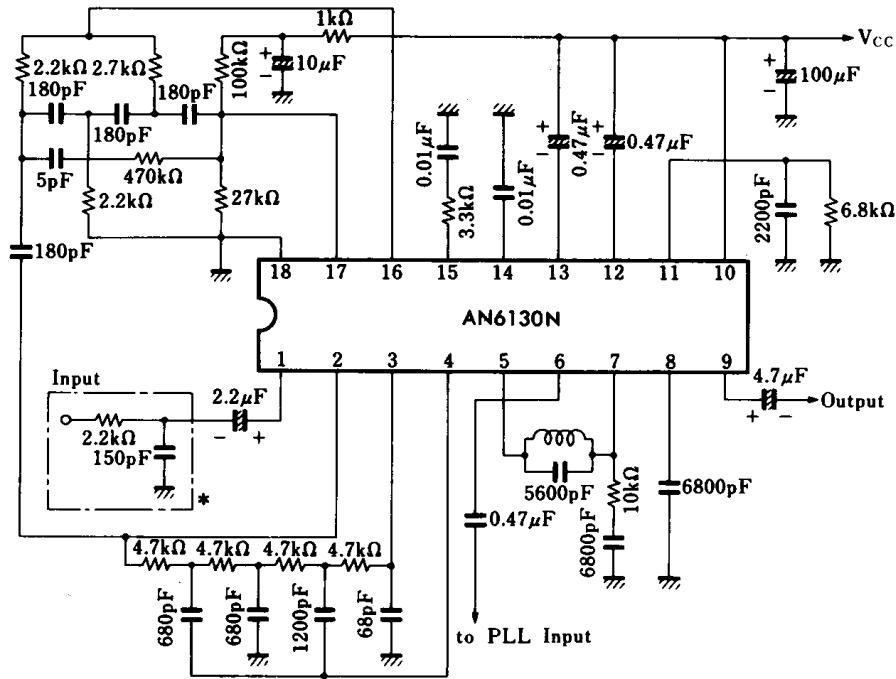 1kΩ
V_CC
2.2kΩ
2.7kΩ
100kΩ
+
-
10μF
+
-
100μF
180pF
180pF
180pF
5pF
470kΩ
2.2kΩ
27kΩ
180pF
0.01μF
3.3kΩ
0.01μF
+
-
0.47μF
+
-
0.47μF
2200pF
6.8kΩ
18 17 16 15 14 13 12 11 10
AN6130N
1 2 3 4 5 6 7 8 9
Input
2.2kΩ
150pF
*
2.2μF
- +
4.7μF
+ -
Output
5600pF
10kΩ
6800pF
6800pF
0.47μF
4.7kΩ 4.7kΩ 4.7kΩ 4.7kΩ
680pF
680pF
1200pF
68pF
to PLL Input